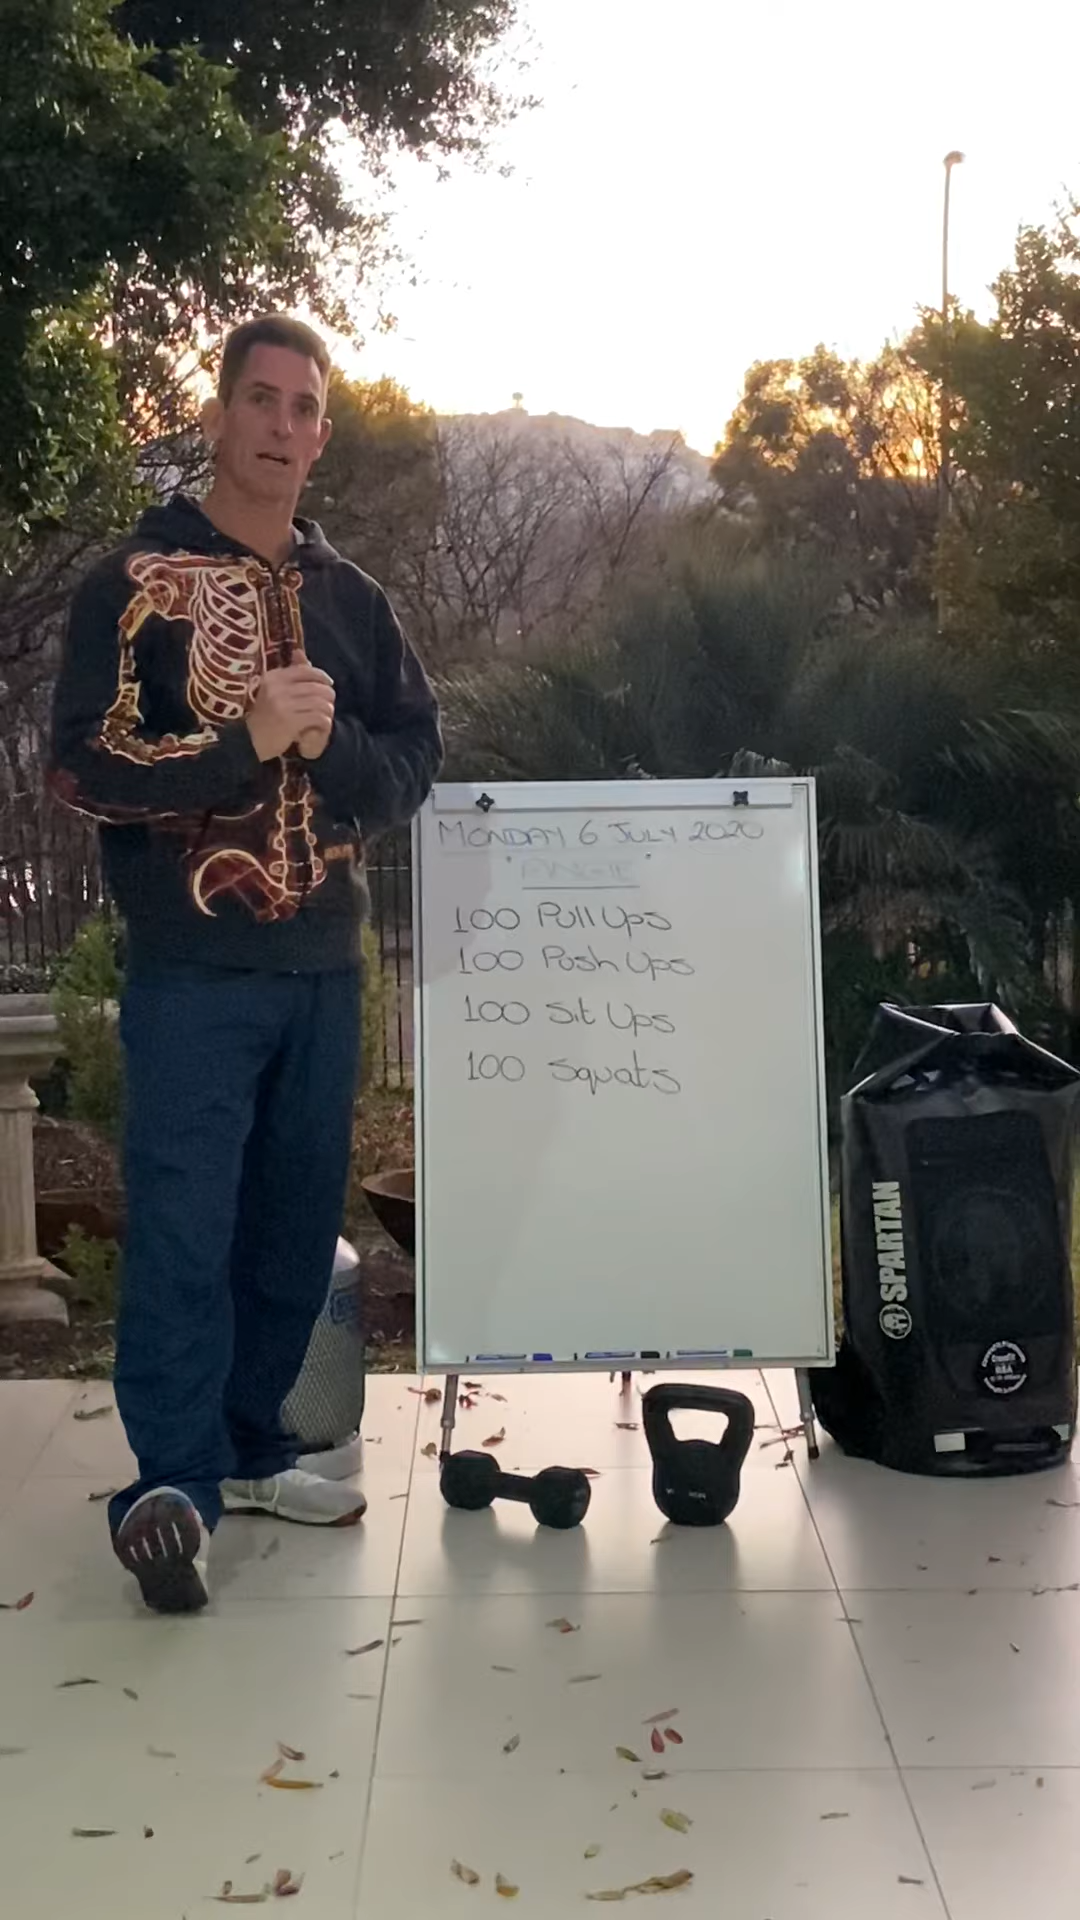 MONDAY 6 JULY 2020
"ANGIE"
100 Pull Ups
100 Push Ups
100 Sit Ups
100 Squats
SPARTAN